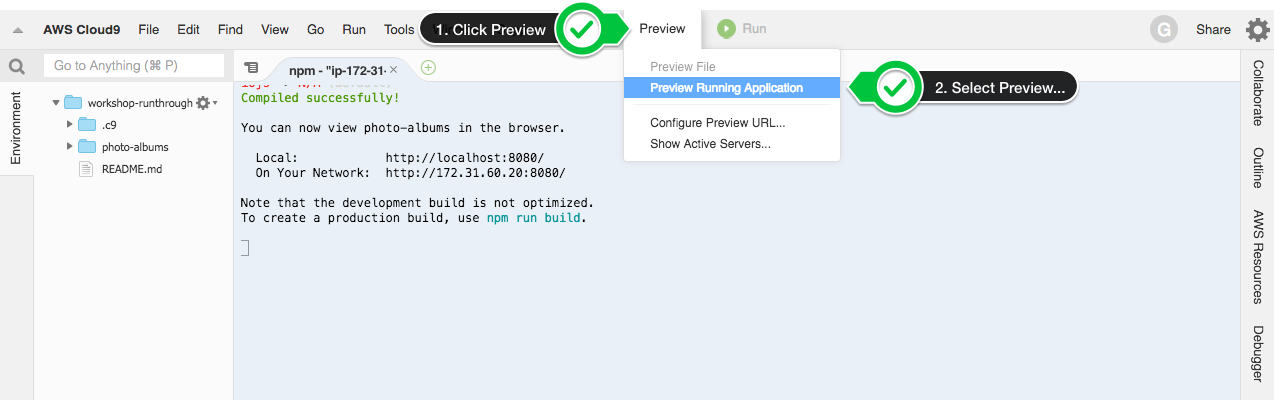 AWS Cloud9 File Edit Find View Go Run Tools 1. Click Preview Preview Run G Share
Go to Anything (⌘ P)
npm - "ip-172-31-
Preview File
Preview Running Application
2. Select Preview...
Configure Preview URL...
Show Active Servers...
Environment
workshop-runthrough
.c9
photo-albums
README.md
Compiled successfully!
You can now view photo-albums in the browser.
Local: http://localhost:8080/
On Your Network: http://172.31.60.20:8080/
Note that the development build is not optimized.
To create a production build, use npm run build.
Collaborate
Outline
AWS Resources
Debugger